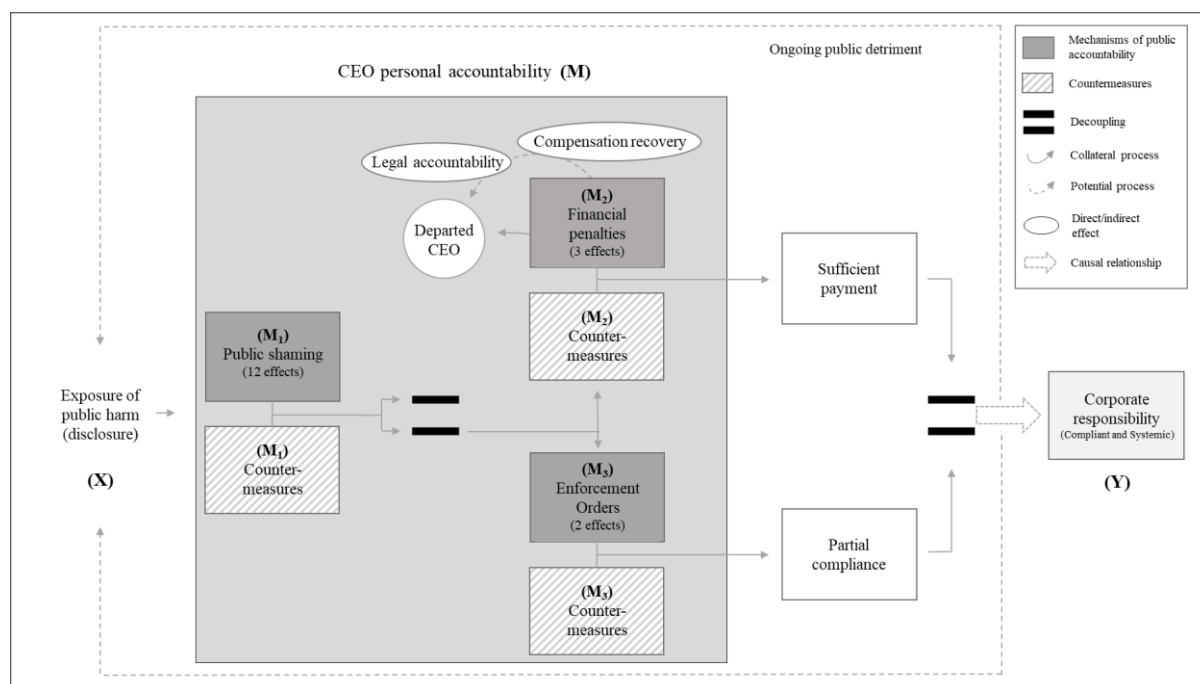 Ongoing public detriment
CEO personal accountability (M)
Compensation recovery
Legal accountability
Departed
CEO
(M₂)
Financial
penalties
(3 effects)
(M₂)
Counter-
measures
Sufficient
payment
(M₁)
Public shaming
(12 effects)
(M₁)
Counter-
measures
Exposure of
public harm
(disclosure)
(X)
(M₃)
Enforcement
Orders
(2 effects)
(M₃)
Counter-
measures
Partial
compliance
Corporate
responsibility
(Compliant and Systemic)
(Y)
Mechanisms of public
accountability
Countermeasures
Decoupling
Collateral process
Potential process
Direct/indirect
effect
Causal relationship